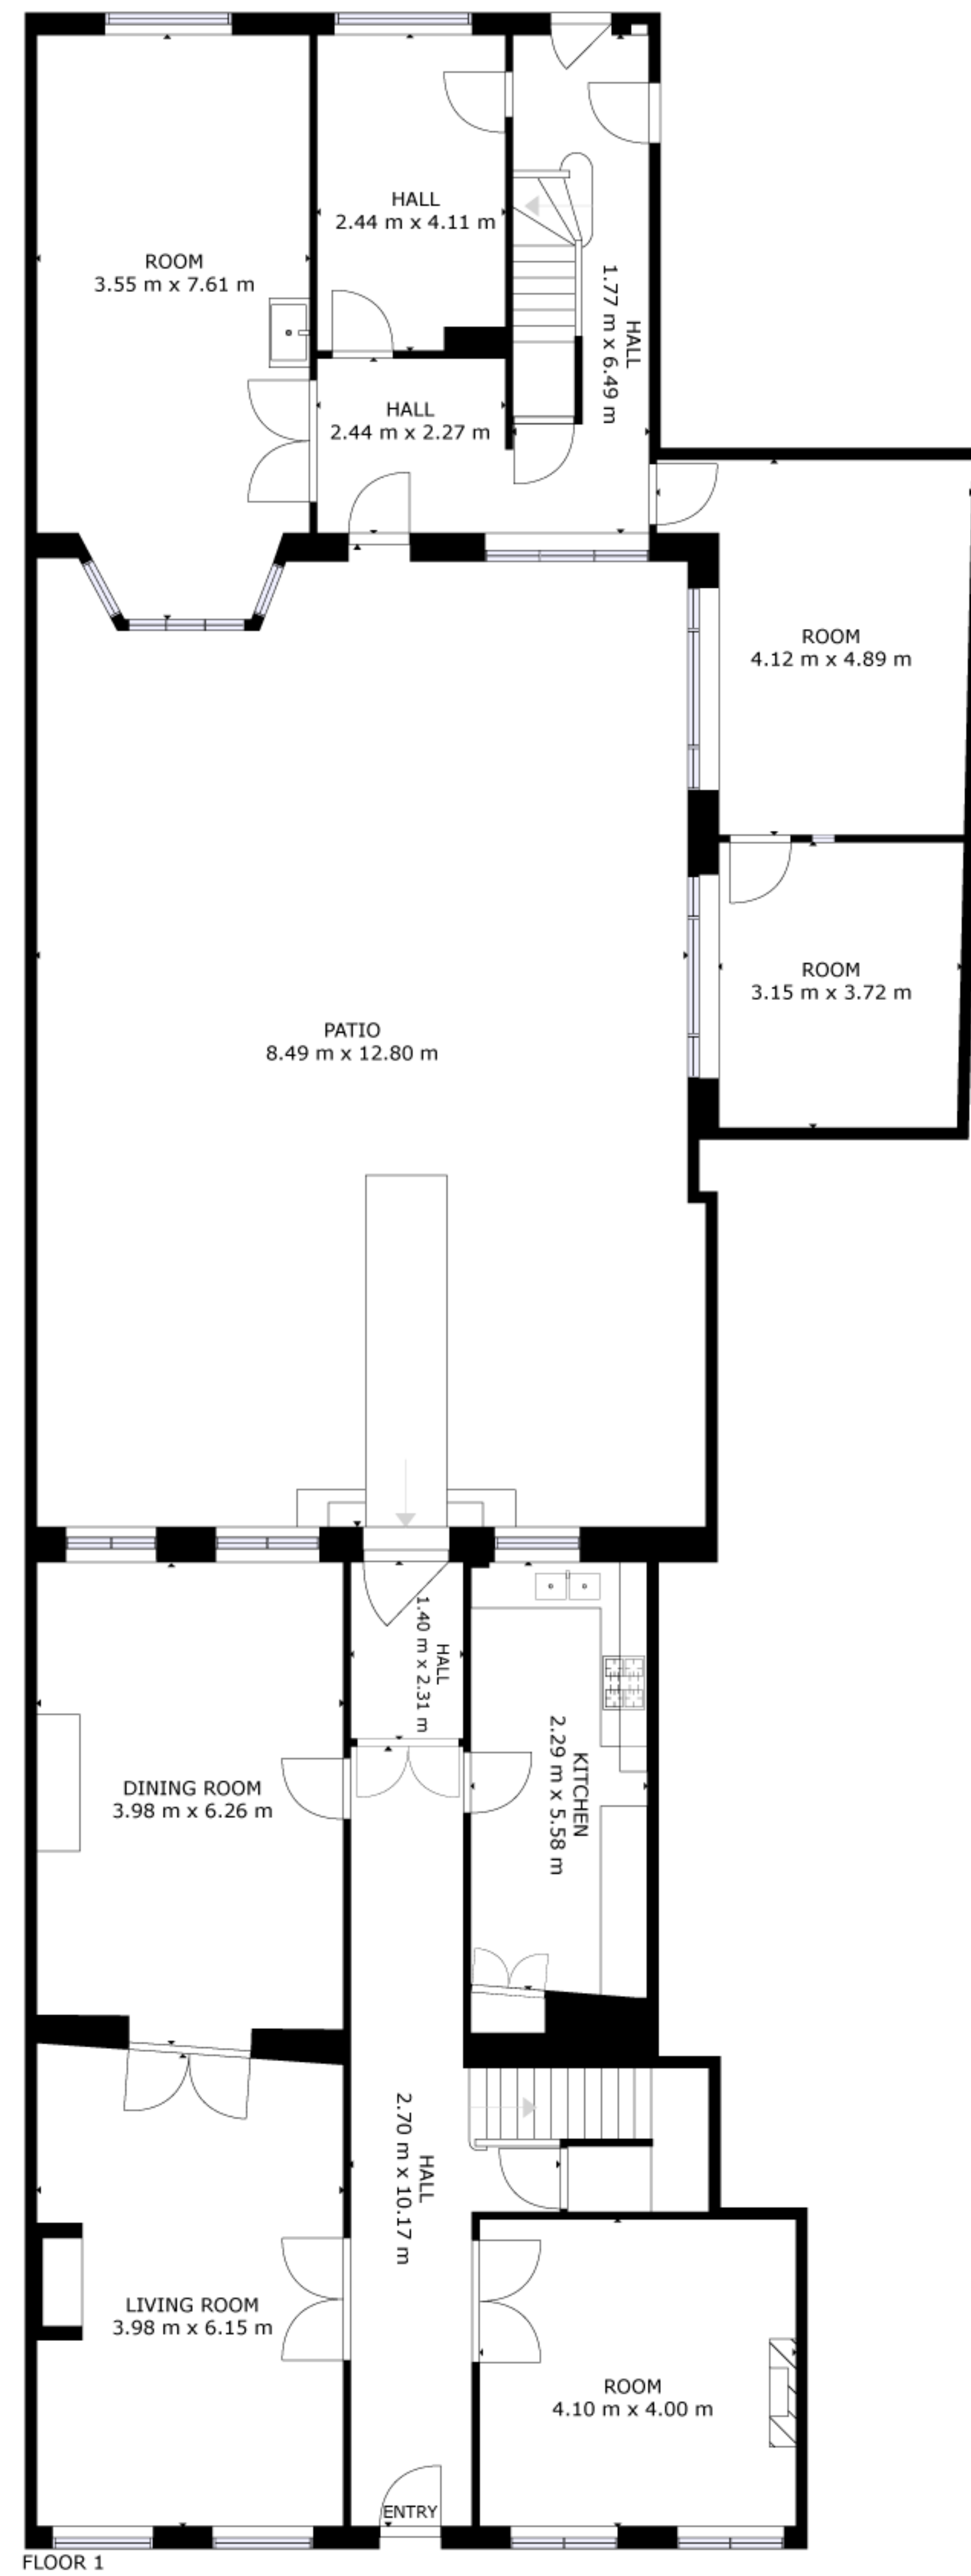 HALL
2.44 m x 4.11 m
ROOM
3.55 m x 7.61 m
HALL
1.77 m x 6.49 m
HALL
2.44 m x 2.27 m
ROOM
4.12 m x 4.89 m
ROOM
3.15 m x 3.72 m
PATIO
8.49 m x 12.80 m
HALL
1.40 m x 2.31 m
KITCHEN
2.29 m x 5.58 m
DINING ROOM
3.98 m x 6.26 m
HALL
2.70 m x 10.17 m
LIVING ROOM
3.98 m x 6.15 m
ROOM
4.10 m x 4.00 m
ENTRY
FLOOR 1